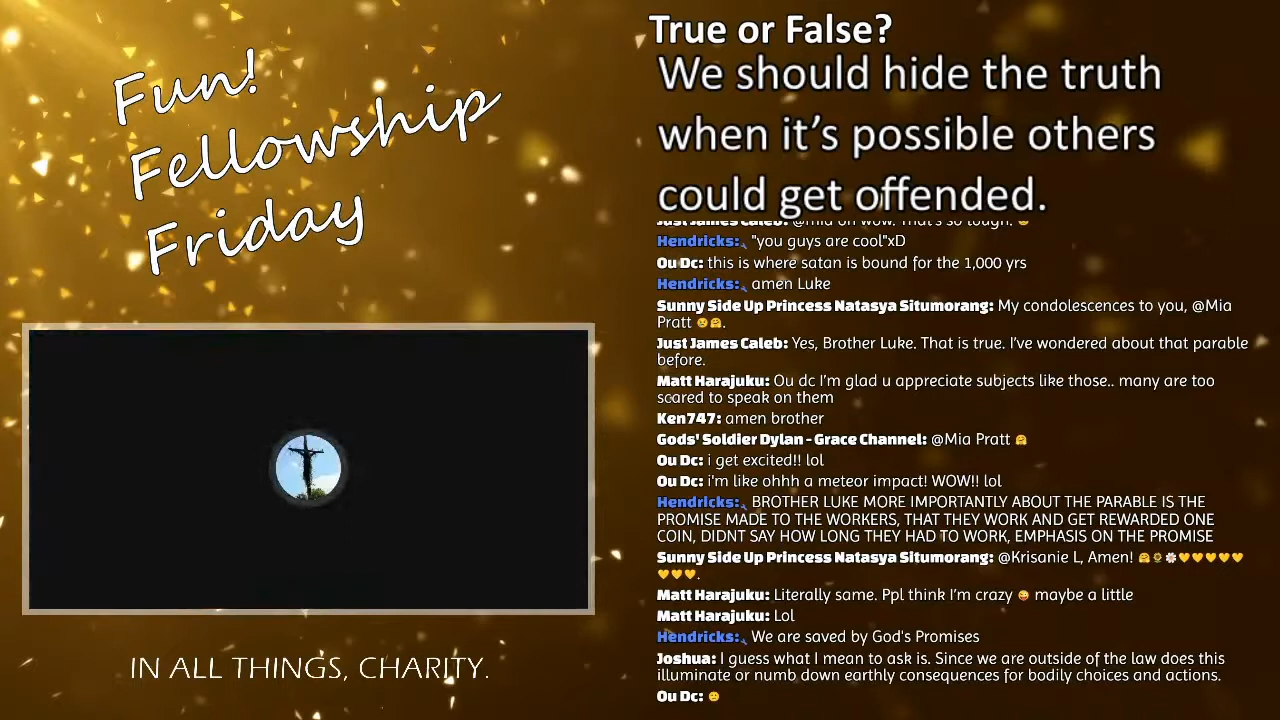 Fun!
Fellowship
Friday
IN ALL THINGS, CHARITY.
True or False?
We should hide the truth
when it's possible others
could get offended.
Just James Caleb: @mia oh wow. That's so tough. 😢
Hendricks: "you guys are cool"xD
Ou Dc: this is where satan is bound for the 1,000 yrs
Hendricks: amen Luke
Sunny Side Up Princess Natasya Situmorang: My condolescences to you, @Mia
Pratt 😢🤗.
Just James Caleb: Yes, Brother Luke. That is true. I've wondered about that parable
before.
Matt Harajuku: Ou dc I'm glad u appreciate subjects like those.. many are too
scared to speak on them
Ken747: amen brother
Gods' Soldier Dylan - Grace Channel: @Mia Pratt 🤗
Ou Dc: i get excited!! lol
Ou Dc: i'm like ohhh a meteor impact! WOW!! lol
Hendricks: BROTHER LUKE MORE IMPORTANTLY ABOUT THE PARABLE IS THE
PROMISE MADE TO THE WORKERS, THAT THEY WORK AND GET REWARDED ONE
COIN, DIDNT SAY HOW LONG THEY HAD TO WORK, EMPHASIS ON THE PROMISE
Sunny Side Up Princess Natasya Situmorang: @Krisanie L, Amen! 🤗🌻🌼💛💛💛💛💛
💛💛💛.
Matt Harajuku: Literally same. Ppl think I'm crazy 😜 maybe a little
Matt Harajuku: Lol
Hendricks: We are saved by God's Promises
Joshua: I guess what I mean to ask is. Since we are outside of the law does this
illuminate or numb down earthly consequences for bodily choices and actions.
Ou Dc: 🙂